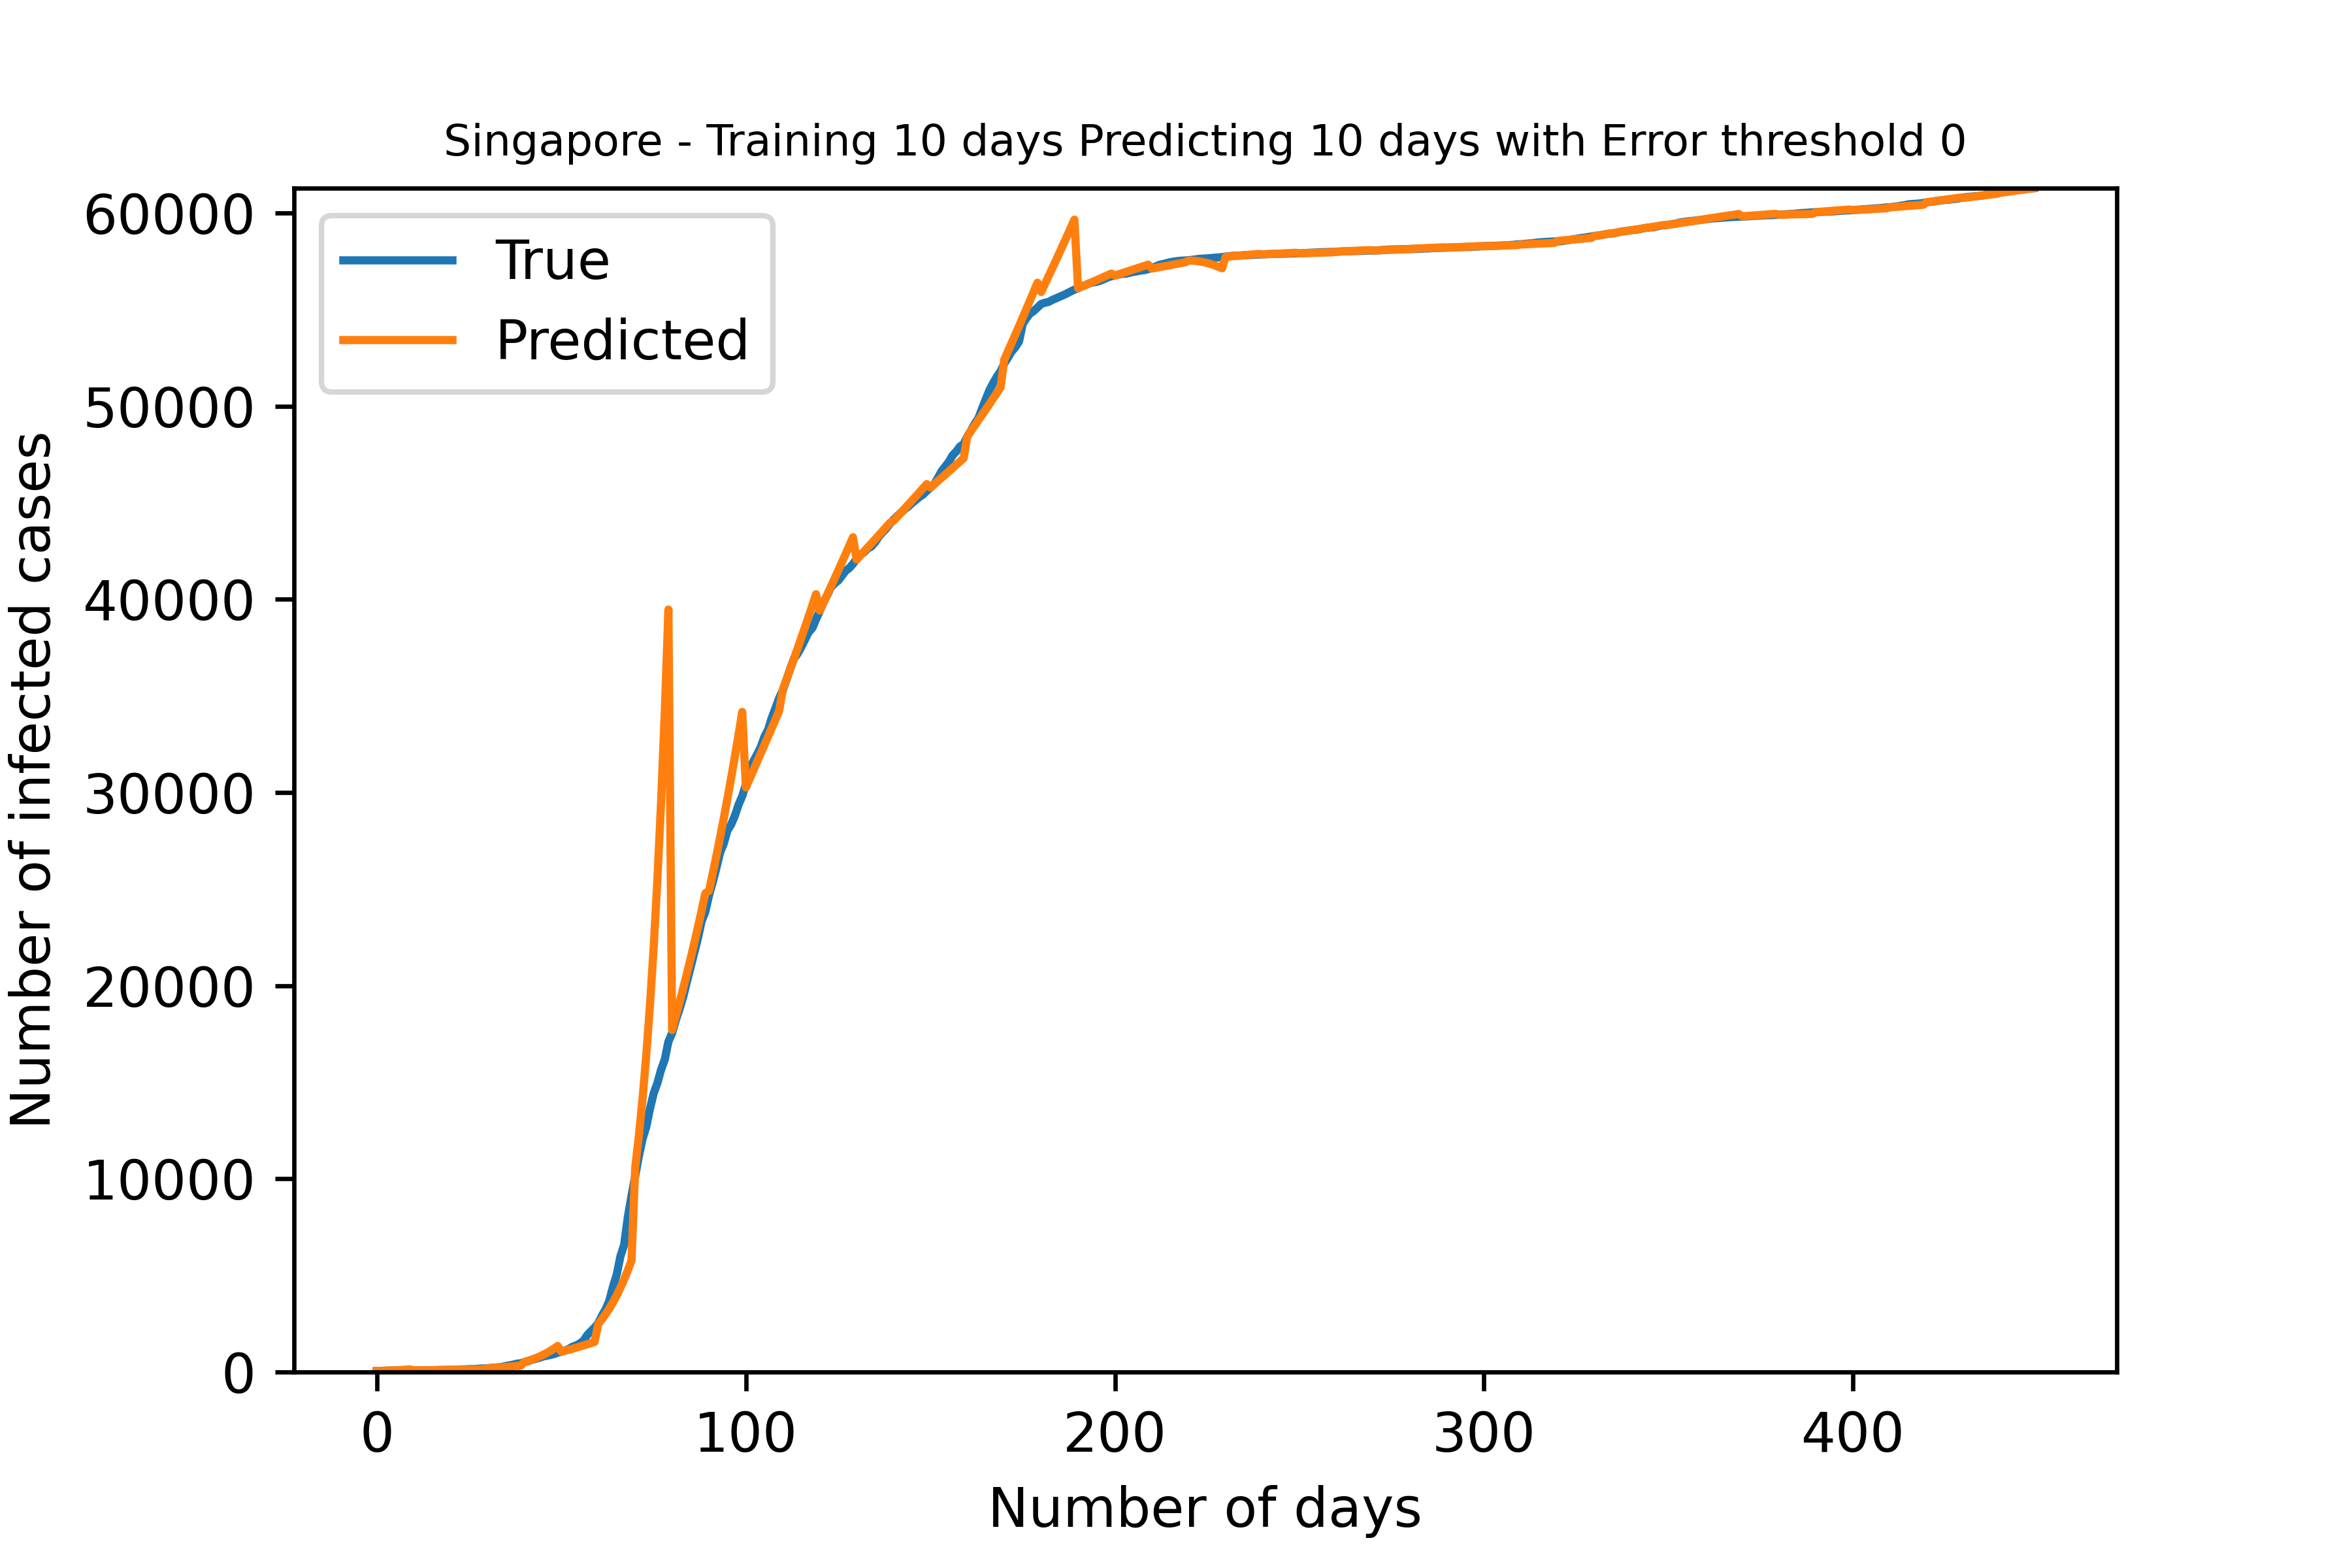 Singapore - Training 10 days Predicting 10 days with Error threshold 0
True
Predicted
Number of infected cases
60000
50000
40000
30000
20000
10000
0
0 100 200 300 400
Number of days